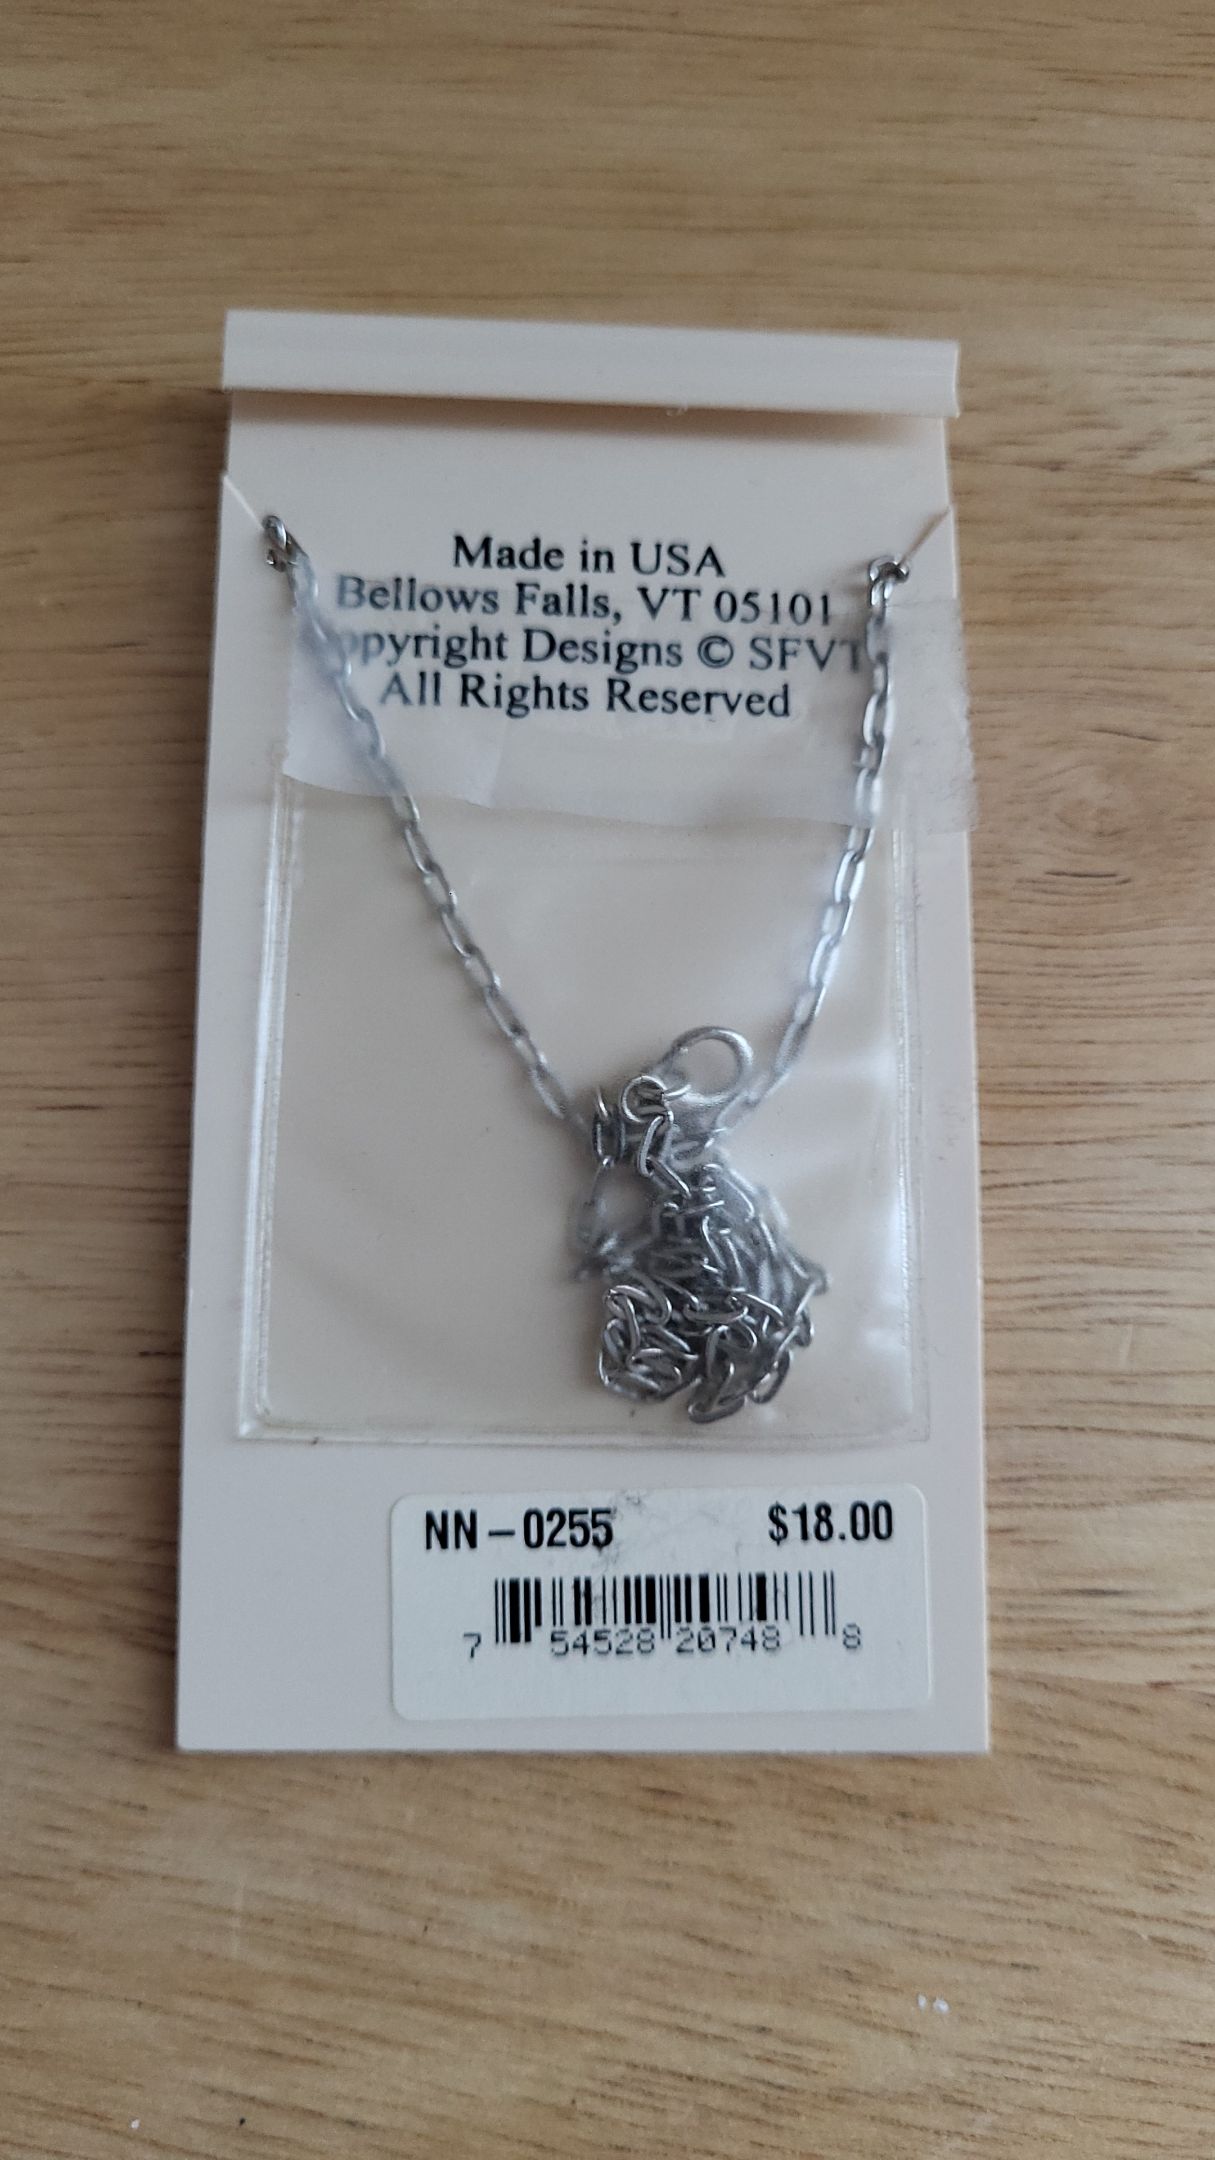 Made in USA
Bellows Falls, VT 05101
opyright Designs © SFVT
All Rights Reserved
NN-0255 $18.00
7 54528 20748 8